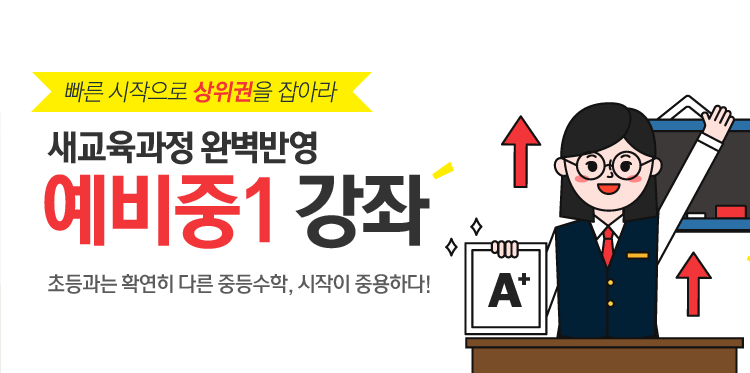 빠른 시작으로 상위권을 잡아라
새교육과정 완벽반영
예비중1 강좌
초등과는 확연히 다른 중등수학, 시작이 중용하다!
A+